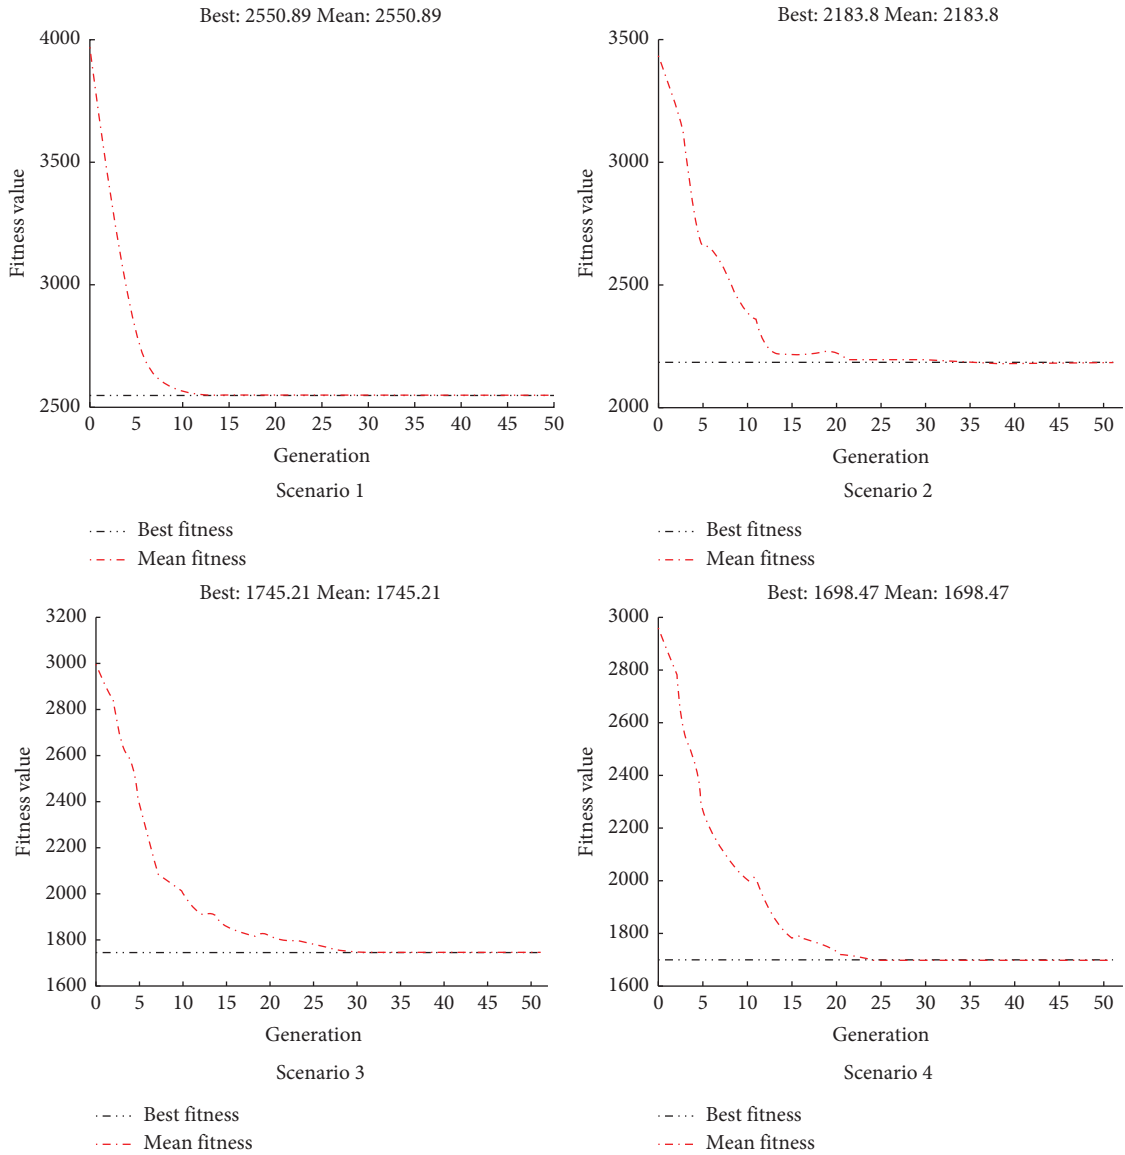 Best: 2550.89 Mean: 2550.89
4000
3500
3000
2500
Fitness value
0 5 10 15 20 25 30 35 40 45 50
Generation
Scenario 1
Best fitness
Mean fitness
Best: 2183.8 Mean: 2183.8
3500
3000
2500
2000
Fitness value
0 5 10 15 20 25 30 35 40 45 50
Generation
Scenario 2
Best fitness
Mean fitness
Best: 1745.21 Mean: 1745.21
3200
3000
2800
2600
2400
2200
2000
1800
1600
Fitness value
0 5 10 15 20 25 30 35 40 45 50
Generation
Scenario 3
Best fitness
Mean fitness
Best: 1698.47 Mean: 1698.47
3000
2800
2600
2400
2200
2000
1800
1600
Fitness value
0 5 10 15 20 25 30 35 40 45 50
Generation
Scenario 4
Best fitness
Mean fitness